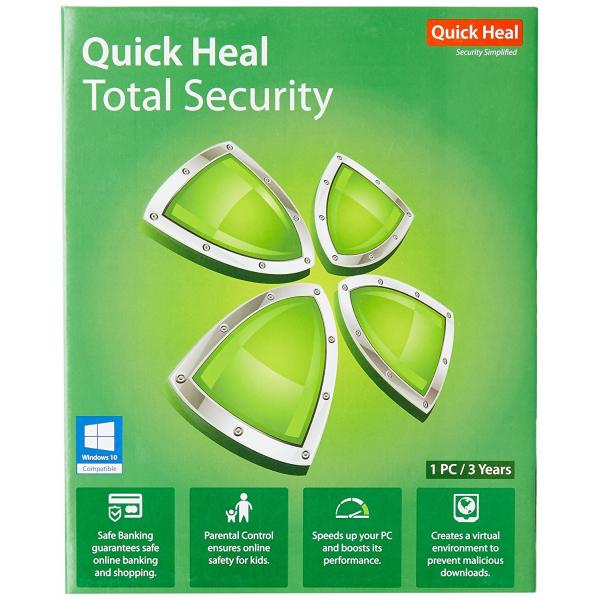 Quick Heal
Security Simplified
Quick Heal
Total Security
Windows 10
Compatible
1 PC / 3 Years
Safe Banking
guarantees safe
online banking
and shopping.
Parental Control
ensures online
safety for kids.
Speeds up your PC
and boosts its
performance.
Creates a virtual
environment to
prevent malicious
downloads.